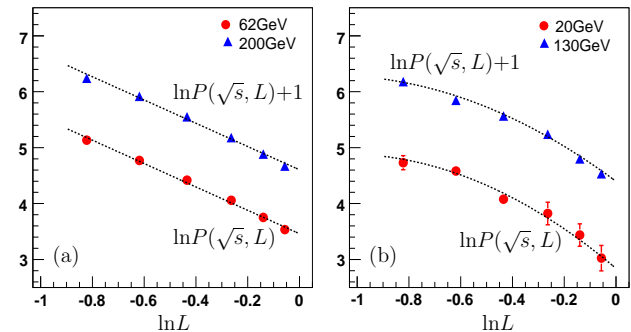 62GeV
200GeV
7
6
5
4
3
lnP(√s, L)+1
lnP(√s, L)
(a)
-1 -0.8 -0.6 -0.4 -0.2 0
lnL
20GeV
130GeV
7
6
5
4
3
lnP(√s, L)+1
lnP(√s, L)
(b)
-1 -0.8 -0.6 -0.4 -0.2 0
lnL